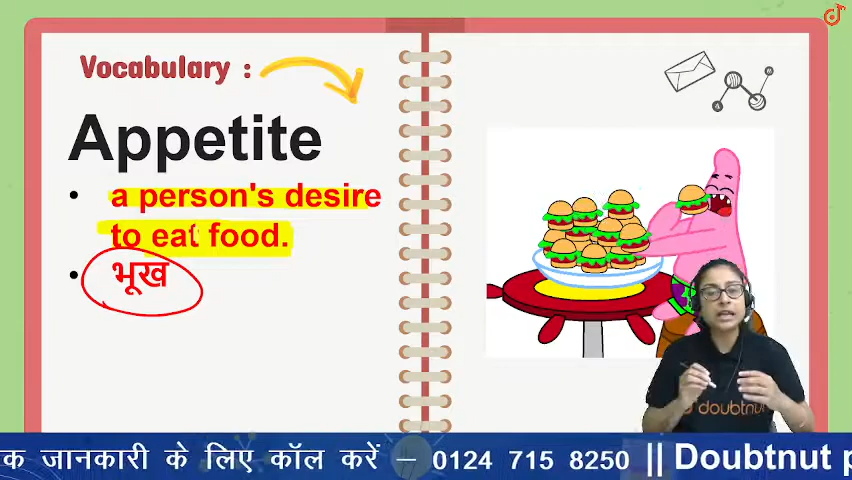 Vocabulary :
Appetite
• a person's desire
to eat food.
• भूख
doubtnut
क जानकारी के लिए कॉल करें – 0124 715 8250 || Doubtnut p